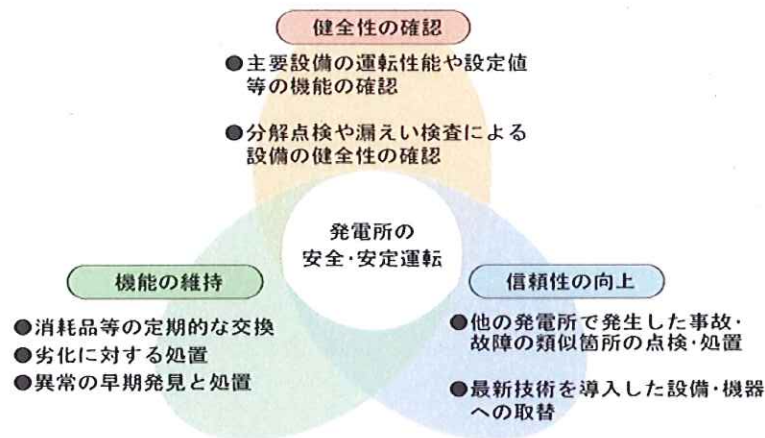 健全性の確認
●主要設備の運転性能や設定値
等の機能の確認
●分解点検や漏えい検査による
設備の健全性の確認
発電所の
安全・安定運転
機能の維持
●消耗品等の定期的な交換
●劣化に対する処置
●異常の早期発見と処置
信頼性の向上
●他の発電所で発生した事故・
故障の類似箇所の点検・処置
●最新技術を導入した設備・機器
への取替